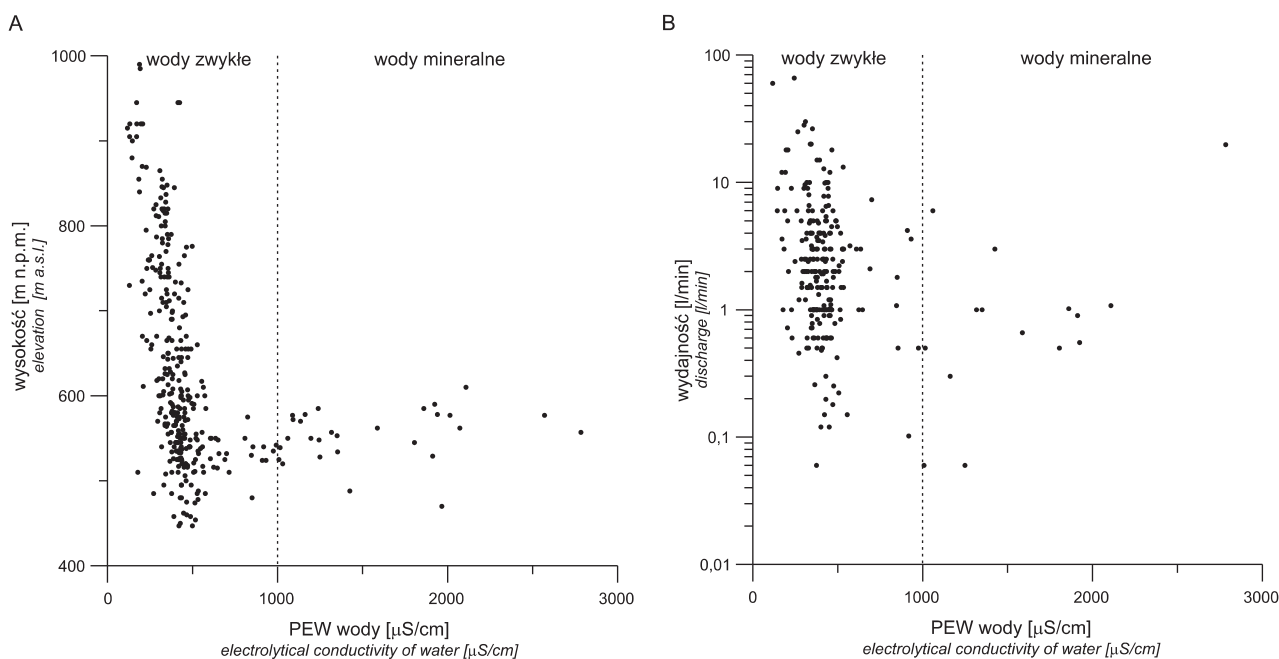 A
wody zwykłe
wody mineralne
1000
800
600
400
wysokość [m n.p.m.]
elevation [m a.s.l.]
0
1000
2000
3000
PEW wody [µS/cm]
electrolytical conductivity of water [µS/cm]
B
wody zwykłe
wody mineralne
100
10
1
0,1
0,01
wydajność [l/min]
discharge [l/min]
0
1000
2000
3000
PEW wody [µS/cm]
electrolytical conductivity of water [µS/cm]